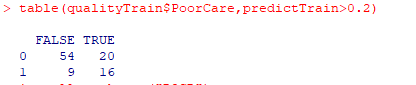 > table(qualityTrain$PoorCare,predictTrain>0.2)
FALSE TRUE
0 54 20
1 9 16